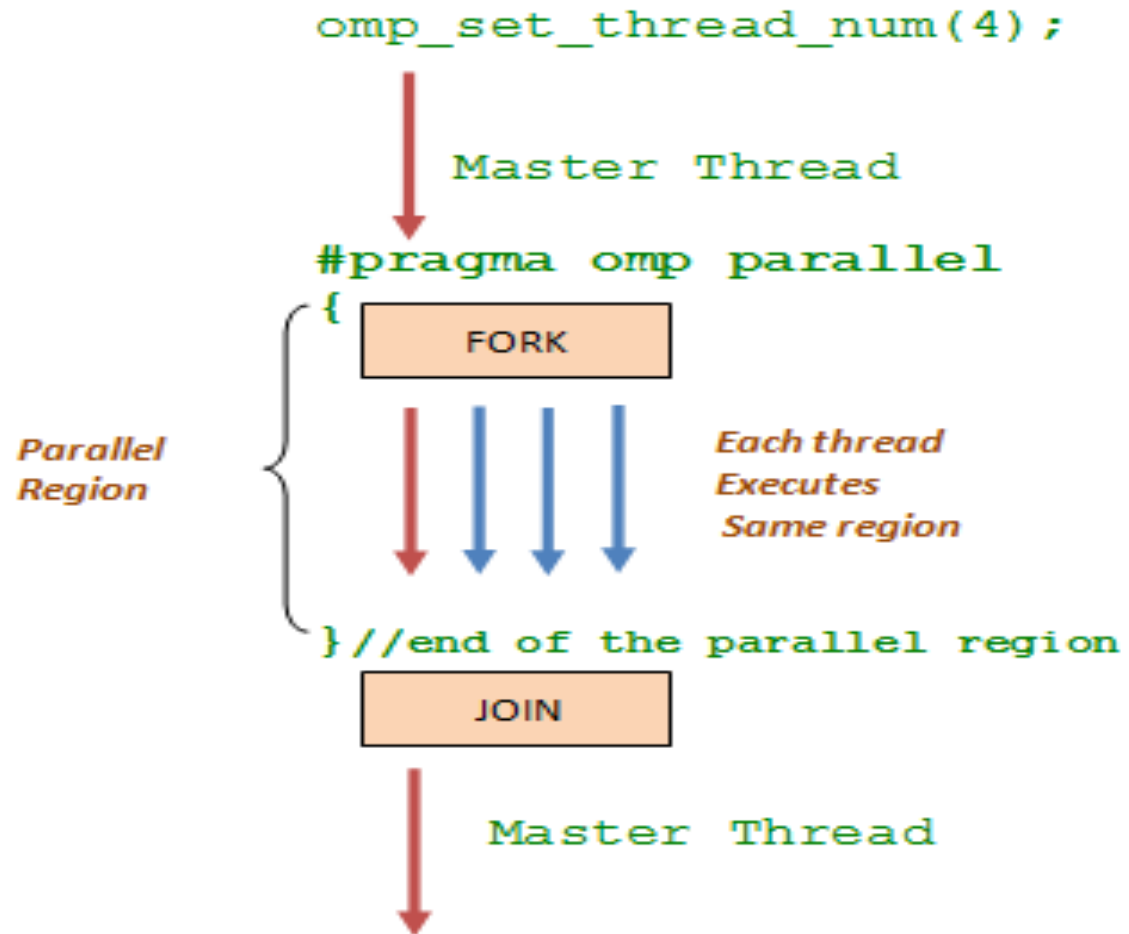 omp_set_thread_num(4);
Master Thread
#pragma omp parallel
{
FORK
Parallel
Region
Each thread
Executes
Same region
}//end of the parallel region
JOIN
Master Thread